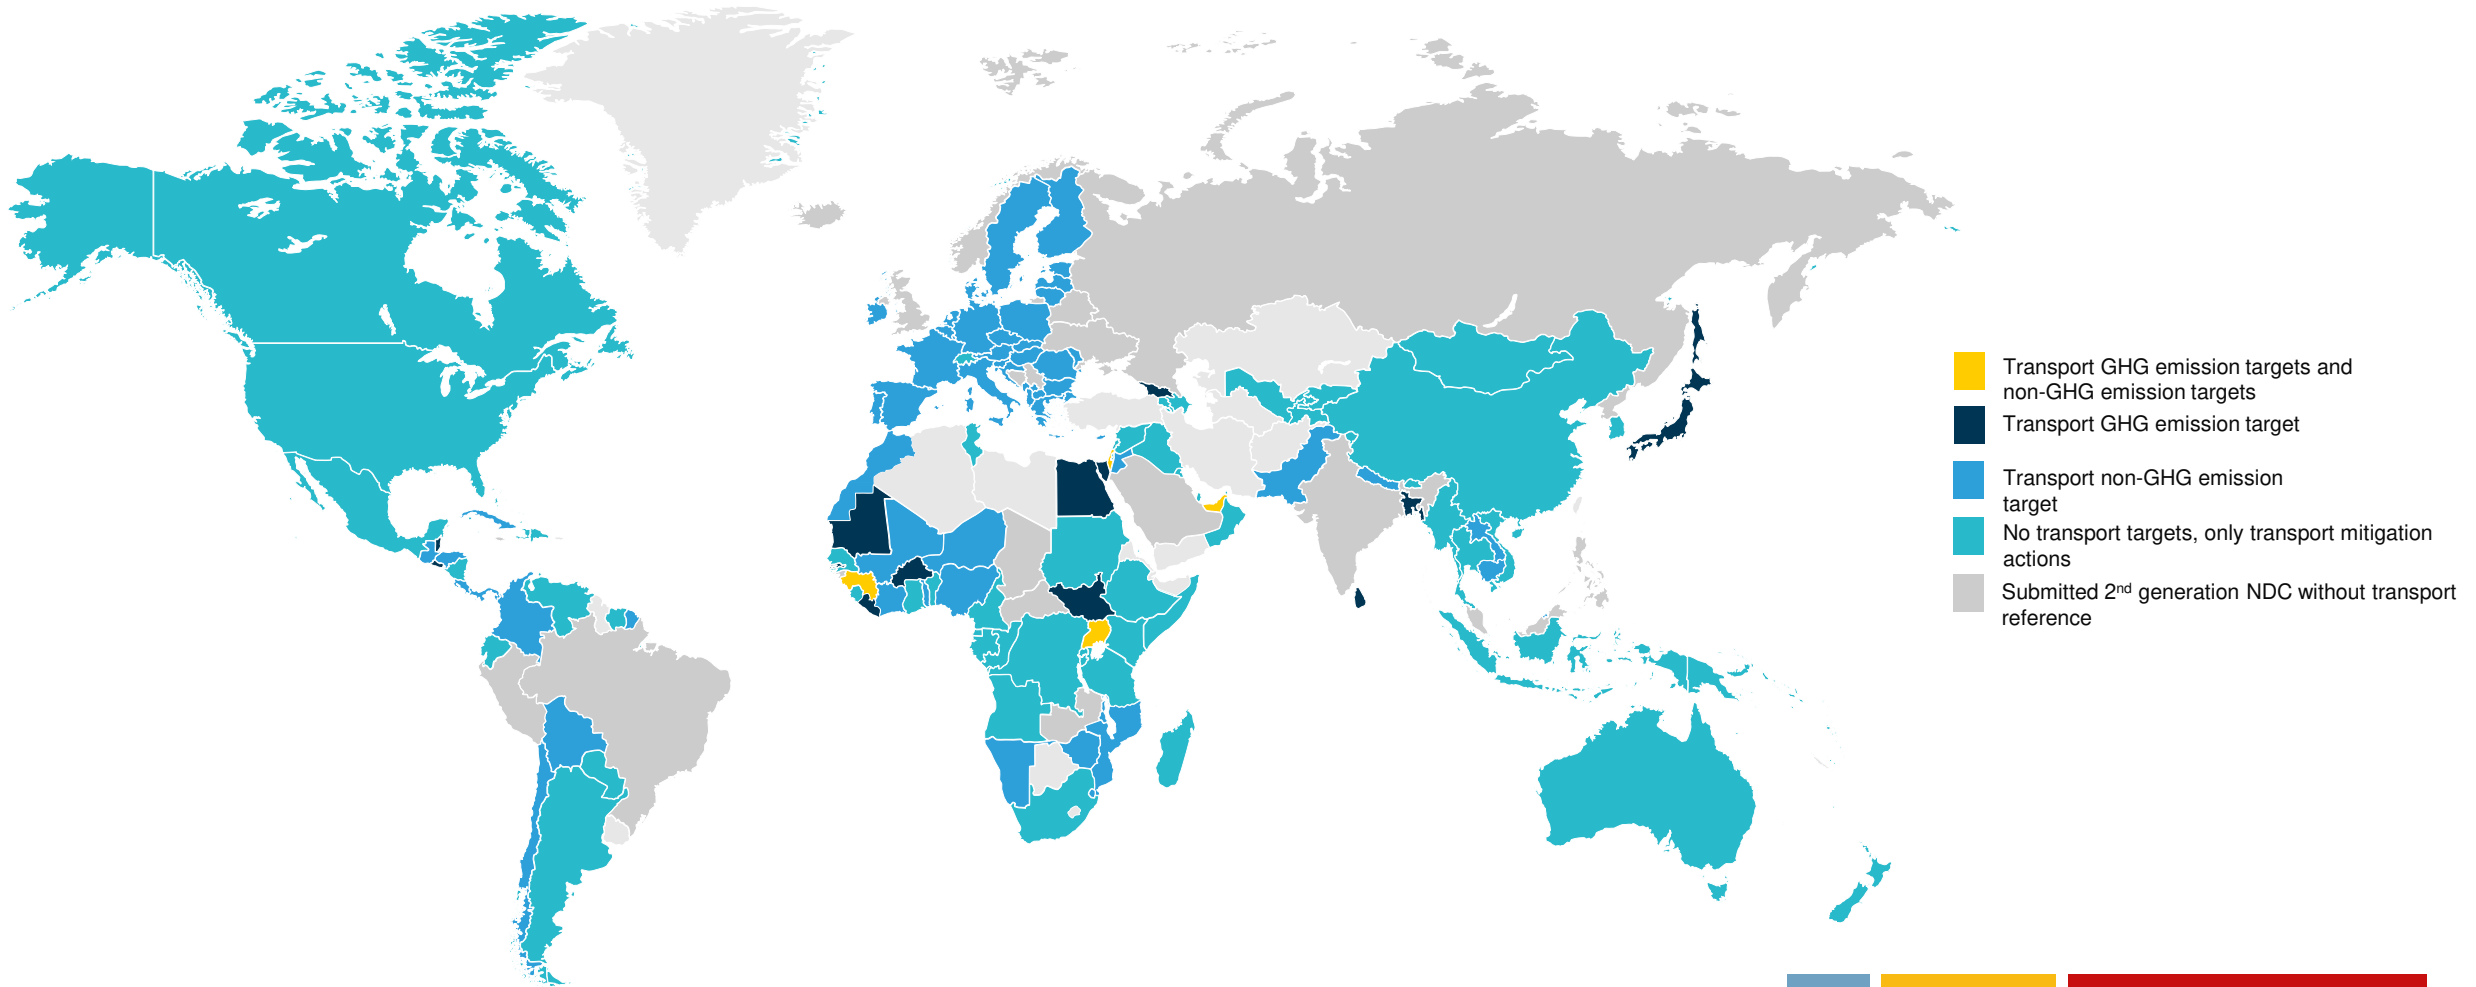 Transport GHG emission targets and
non-GHG emission targets
Transport GHG emission target
Transport non-GHG emission
target
No transport targets, only transport mitigation
actions
Submitted 2nd generation NDC without transport
reference